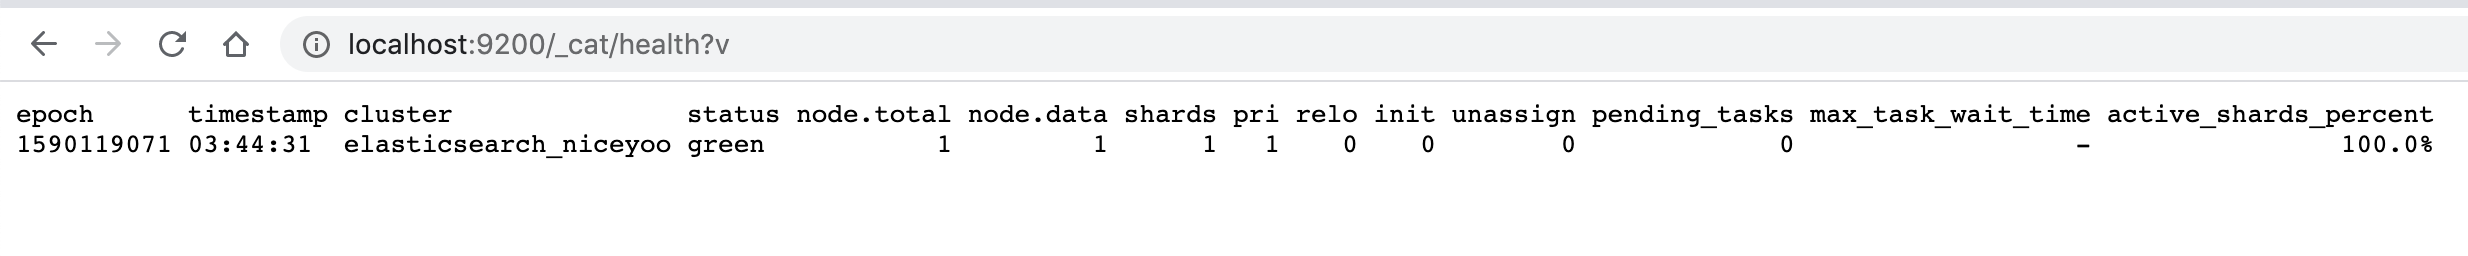 localhost:9200/_cat/health?v
epoch timestamp cluster status node.total node.data shards pri relo init unassign pending_tasks max_task_wait_time active_shards_percent
1590119071 03:44:31 elasticsearch_niceyoo green 1 1 1 1 0 0 0 0 - 100.0%